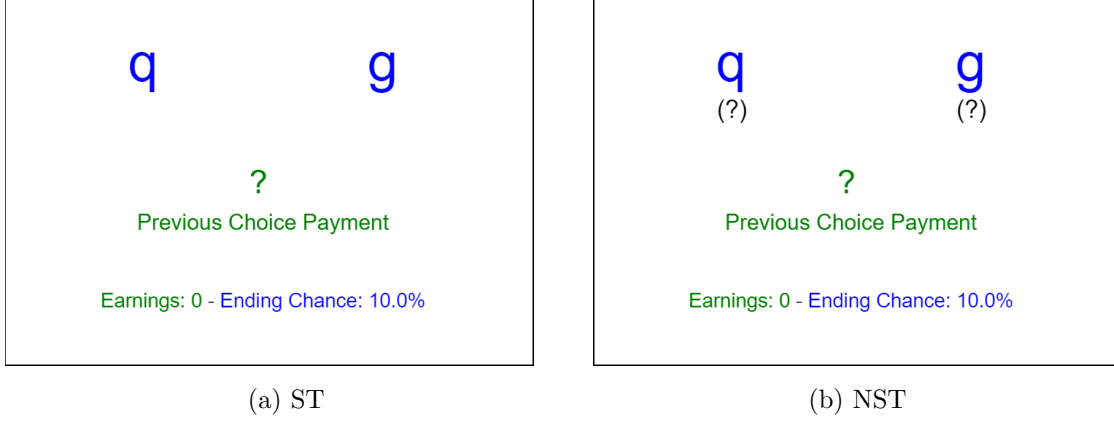 q g
?
Previous Choice Payment
Earnings: 0 - Ending Chance: 10.0%
(a) ST
q g
(?) (?)
?
Previous Choice Payment
Earnings: 0 - Ending Chance: 10.0%
(b) NST